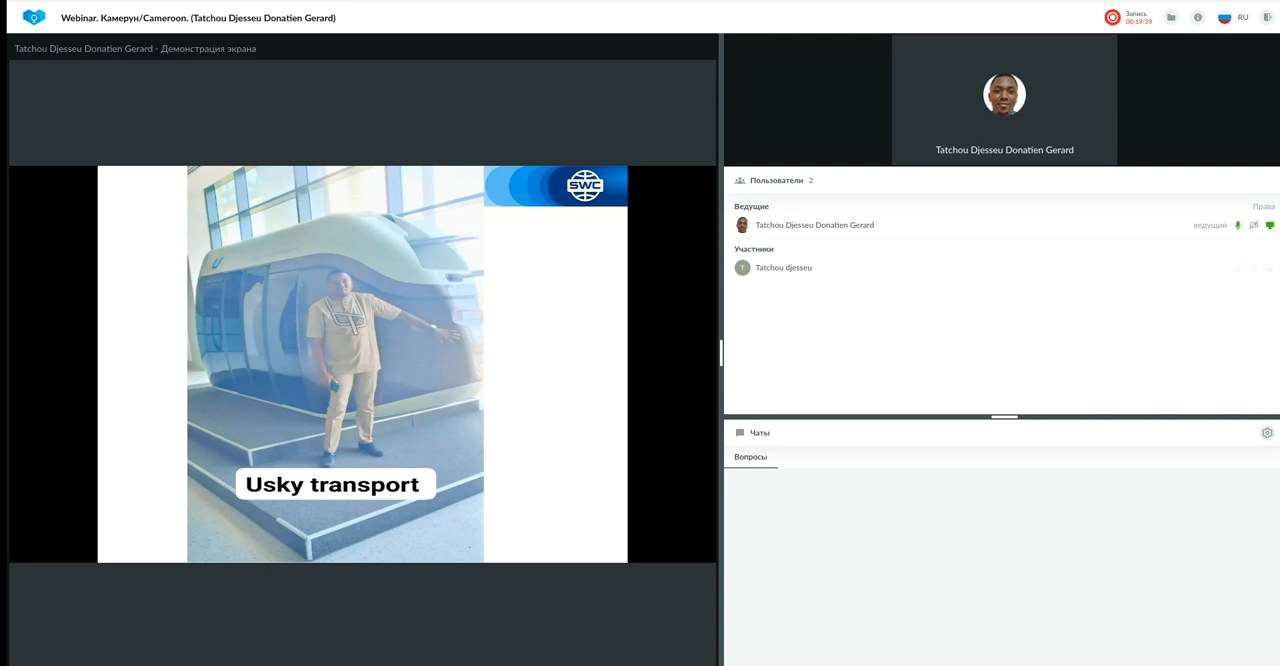 Webinar. Камерун/Cameroon. (Tatchou Djesseu Donatien Gerard)
Запись
00:19:59
RU
Tatchou Djesseu Donatien Gerard - Демонстрация экрана
SWC
Usky transport
Tatchou Djesseu Donatien Gerard
Пользователи 2
Ведущие Права
Tatchou Djesseu Donatien Gerard ведущий
Участники
T Tatchou djesseu
Чаты
Вопросы